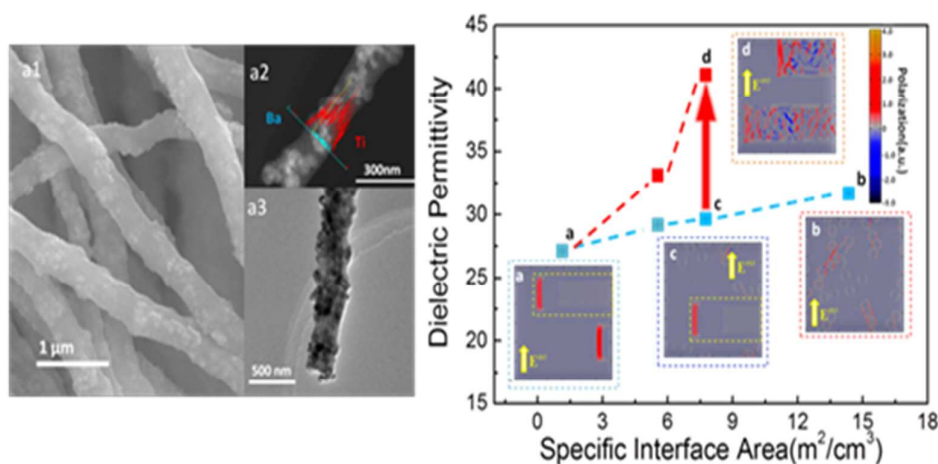 a1
1 μm
a2
Ba
Ti
300nm
a3
500 nm
Dielectric Permittivity
45
40
35
30
25
20
15
0
3
6
9
12
15
18
Specific Interface Area(m²/cm³)
a
b
c
d
a
E
c
E
b
E
d
E
Polarization(a.u.)